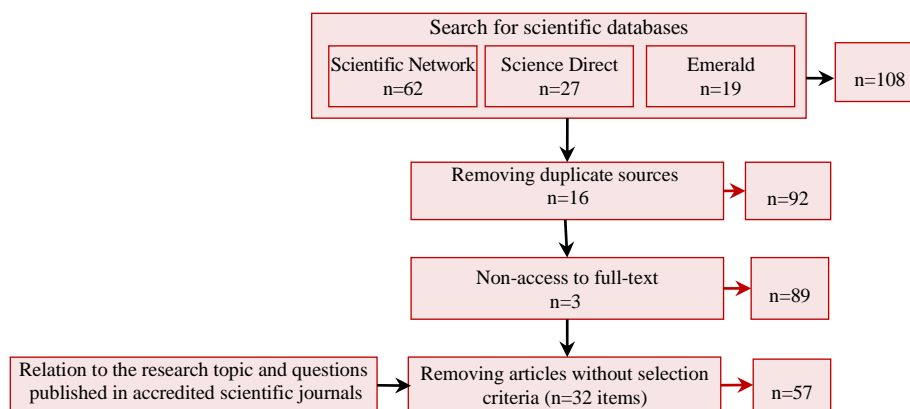 Search for scientific databases
Scientific Network
n=62
Science Direct
n=27
Emerald
n=19
n=108
Removing duplicate sources
n=16
n=92
Non-access to full-text
n=3
n=89
Relation to the research topic and questions
published in accredited scientific journals
Removing articles without selection
criteria (n=32 items)
n=57